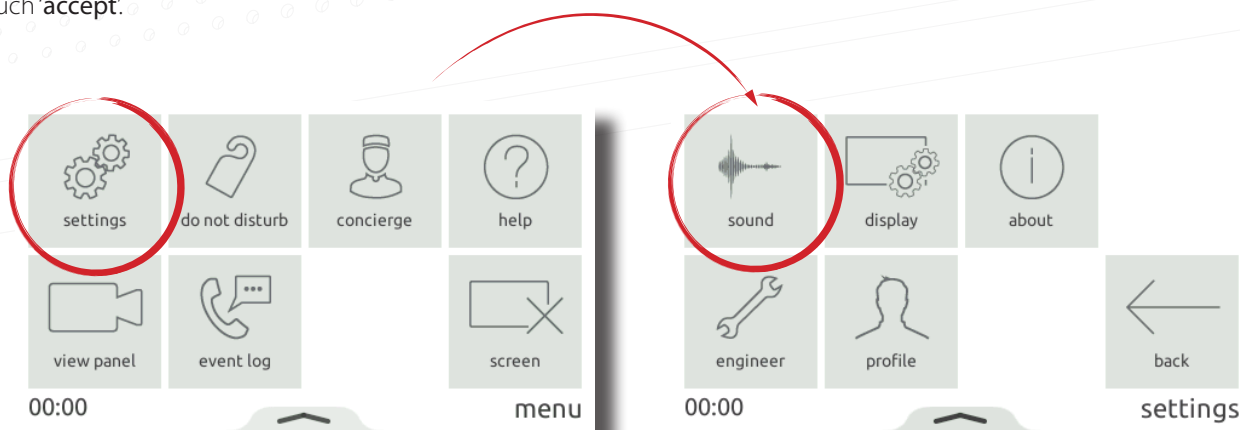 'accept'.
settings do not disturb concierge help
view panel event log screen
00:00 menu
sound display about
engineer profile back
00:00 settings